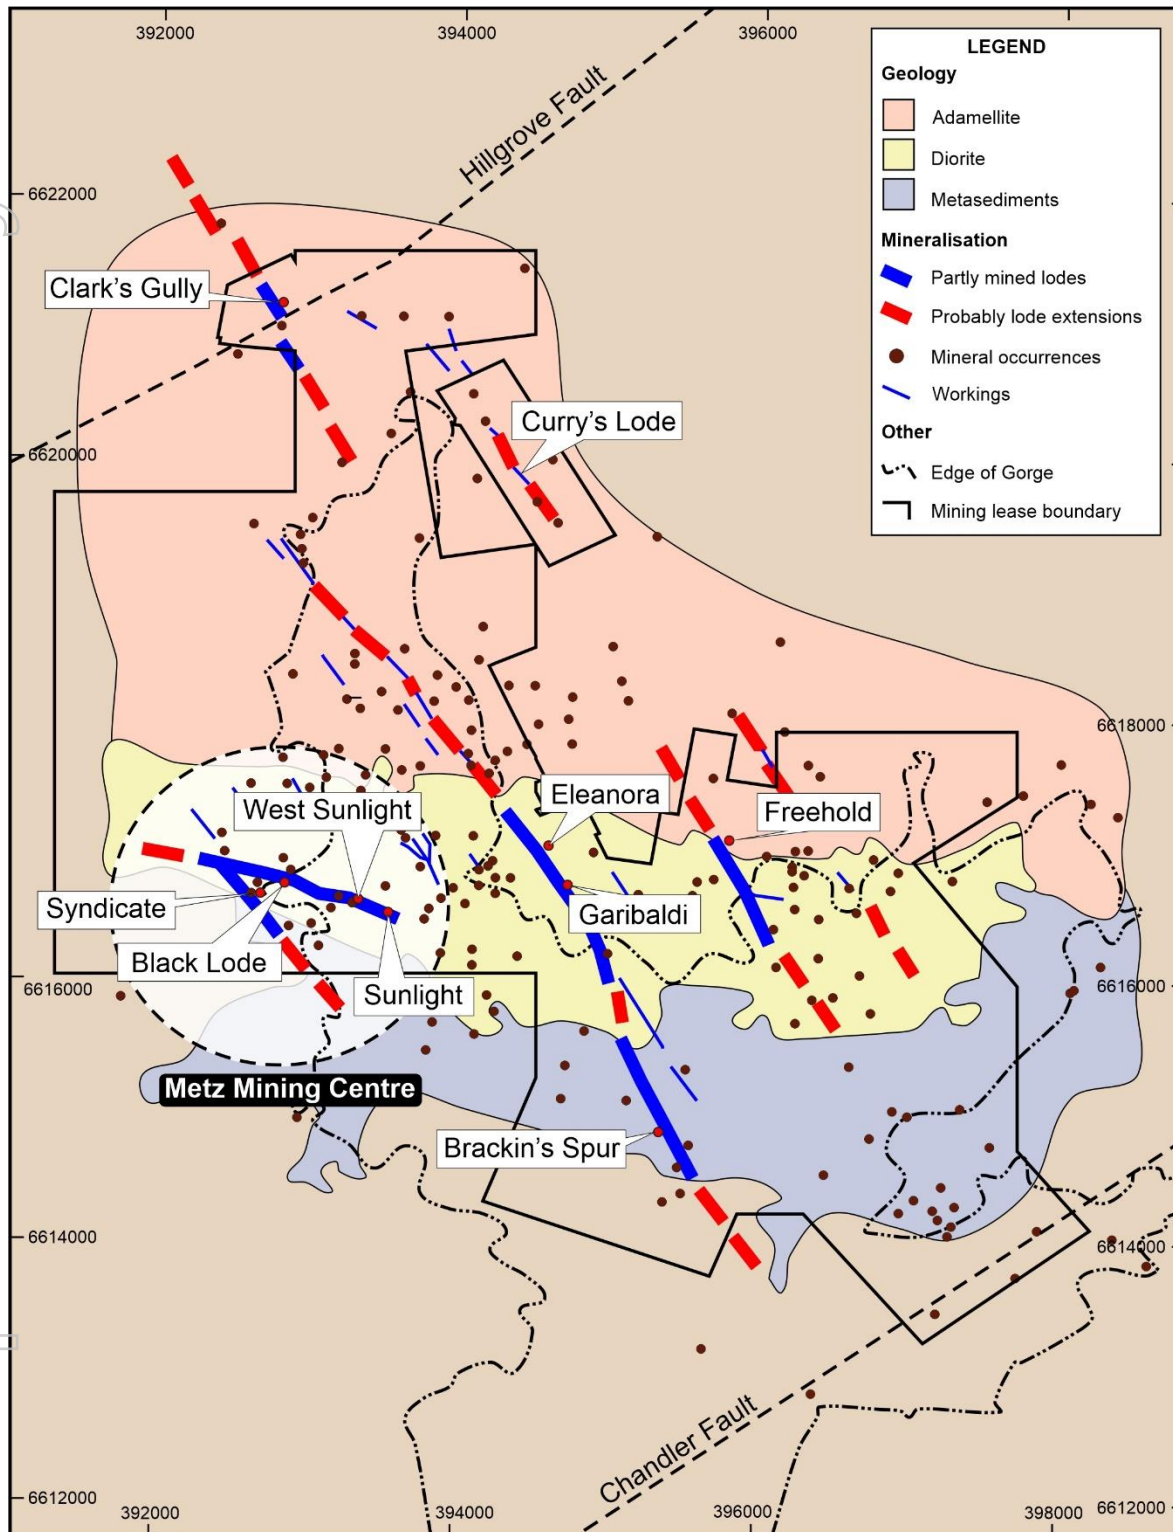 392000
394000
396000
LEGEND
Geology
Adamellite
Diorite
Metasediments
Mineralisation
Partly mined lodes
Probably lode extensions
Mineral occurrences
Workings
Other
Edge of Gorge
Mining lease boundary
Hillgrove Fault
6622000
Clark's Gully
Curry's Lode
6620000
6618000
Eleanora
West Sunlight
Freehold
Syndicate
Garibaldi
Black Lode
Sunlight
6616000
6616000
Metz Mining Centre
Brackin's Spur
6614000
6614000
Chandler Fault
6612000
392000
394000
396000
398000
6612000